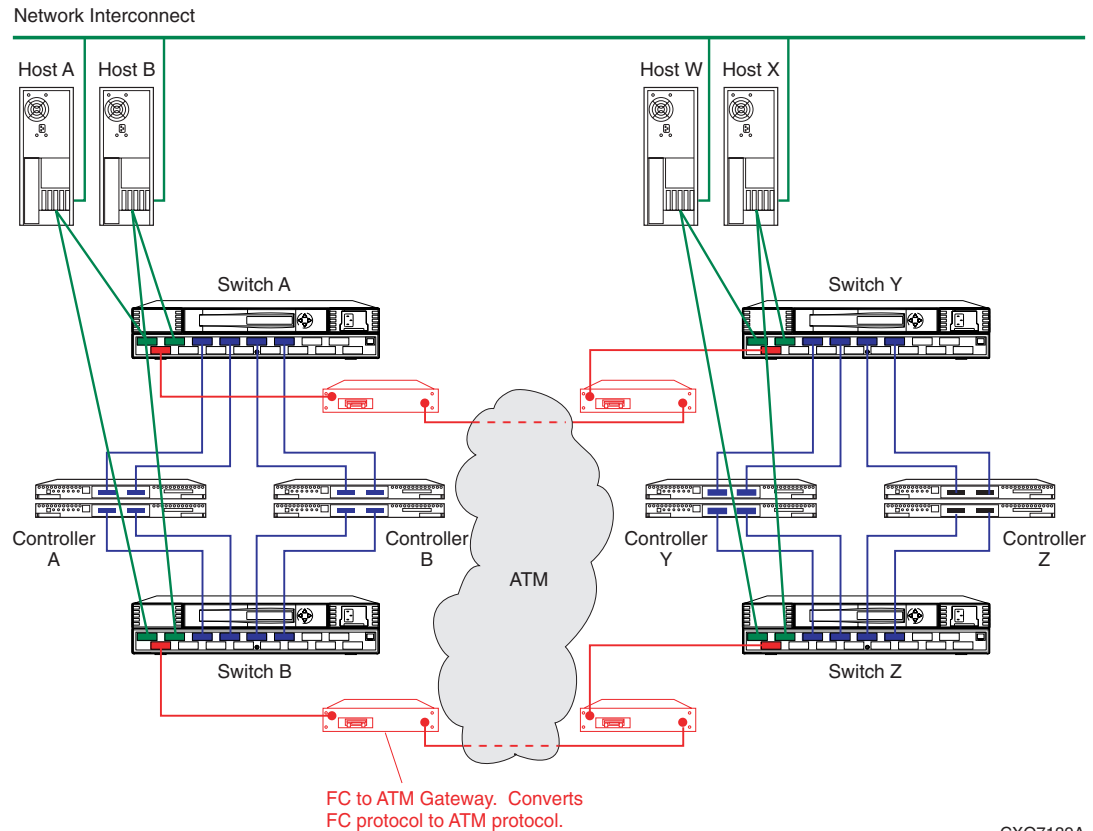 Network Interconnect
Host A
Host B
Host W
Host X
Switch A
Switch Y
Controller
A
Controller
B
ATM
Controller
Y
Controller
Z
Switch B
Switch Z
FC to ATM Gateway.  Converts
FC protocol to ATM protocol.